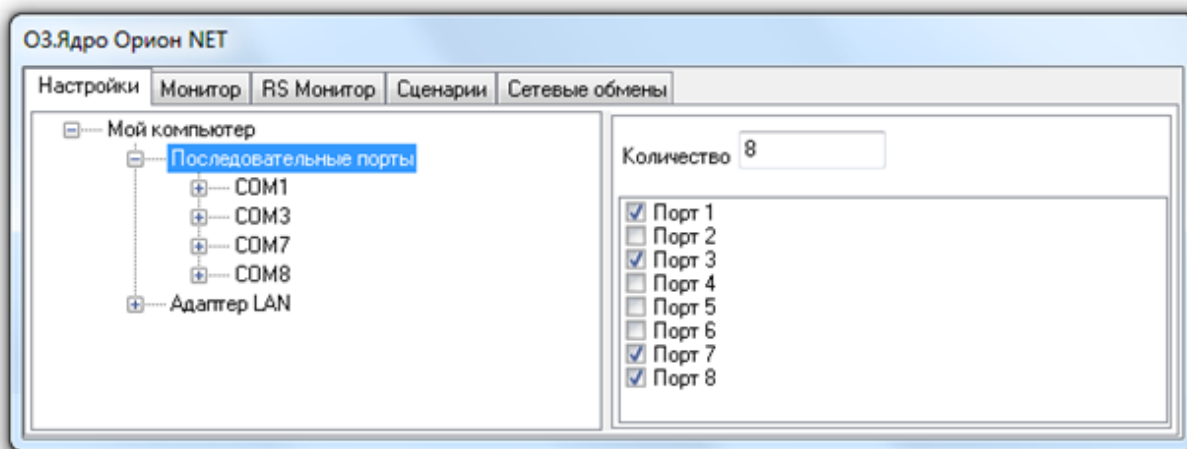 ОЗ.Ядро Орион NET
Настройки Монитор RS Монитор Сценарии Сетевые обмены
Мой компьютер
Последовательные порты
COM1
COM3
COM7
COM8
Адаптер LAN
Количество 8
Порт 1
Порт 2
Порт 3
Порт 4
Порт 5
Порт 6
Порт 7
Порт 8